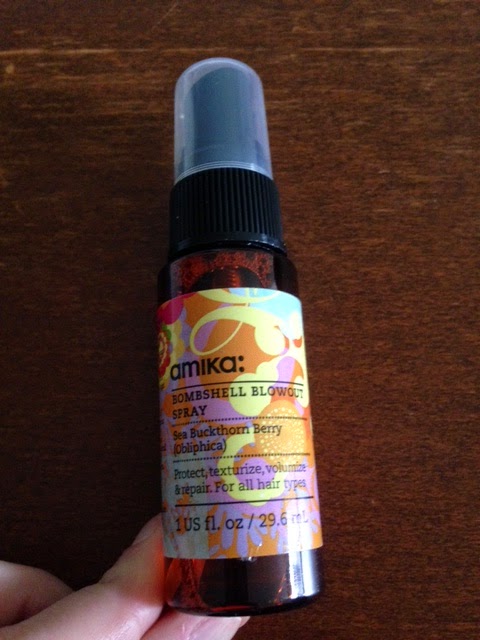 amika:
BOMBSHELL BLOWOUT
SPRAY
Sea Buckthorn Berry
(Obliphica)
Protect, texturize, volumize
& repair. For all hair types
1 US fl. oz / 29.6 mL